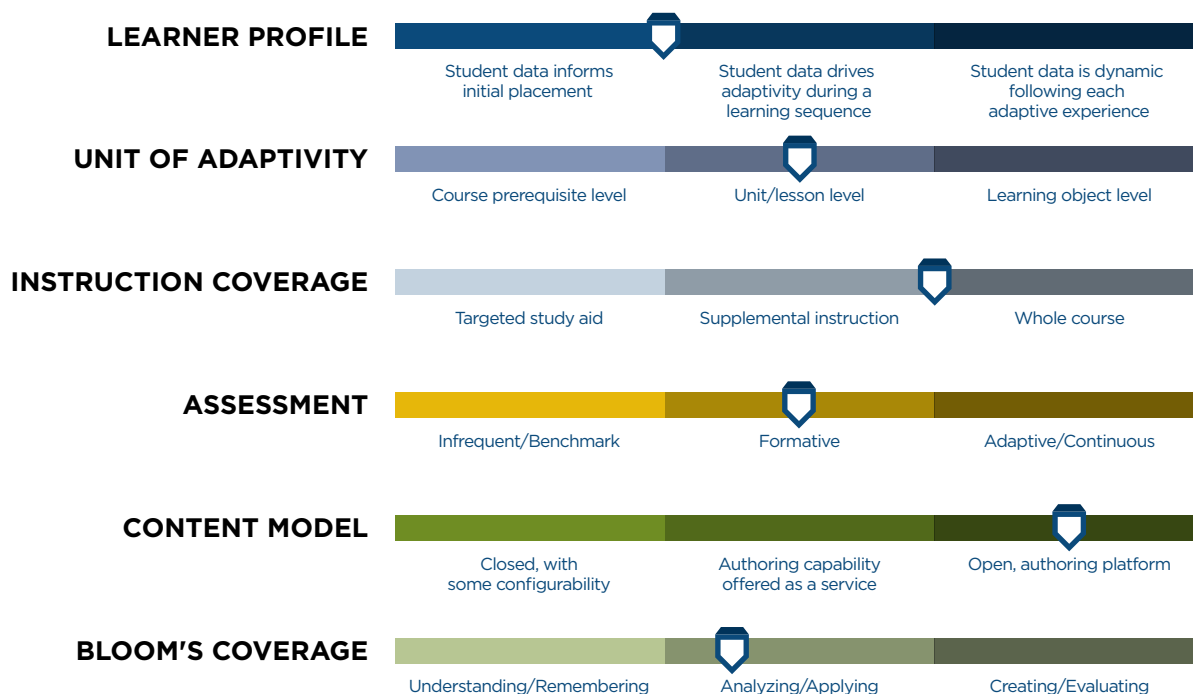 LEARNER PROFILE
Student data informs
initial placement
Student data drives
adaptivity during a
learning sequence
Student data is dynamic
following each
adaptive experience
UNIT OF ADAPTIVITY
Course prerequisite level
Unit/lesson level
Learning object level
INSTRUCTION COVERAGE
Targeted study aid
Supplemental instruction
Whole course
ASSESSMENT
Infrequent/Benchmark
Formative
Adaptive/Continuous
CONTENT MODEL
Closed, with
some configurability
Authoring capability
offered as a service
Open, authoring platform
BLOOM'S COVERAGE
Understanding/Remembering
Analyzing/Applying
Creating/Evaluating